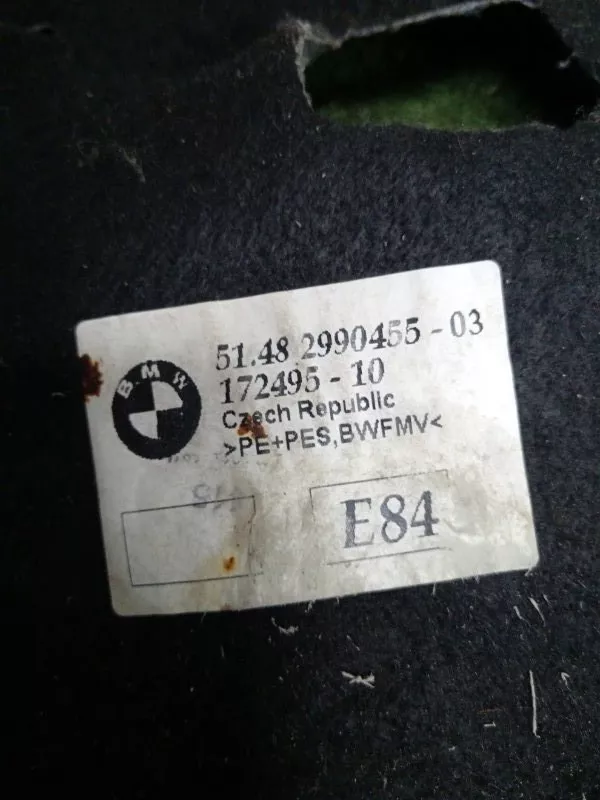 BMW
51.48 2990455-03
172495-10
Czech Republic
>PE+PES,BWFMV<
E84